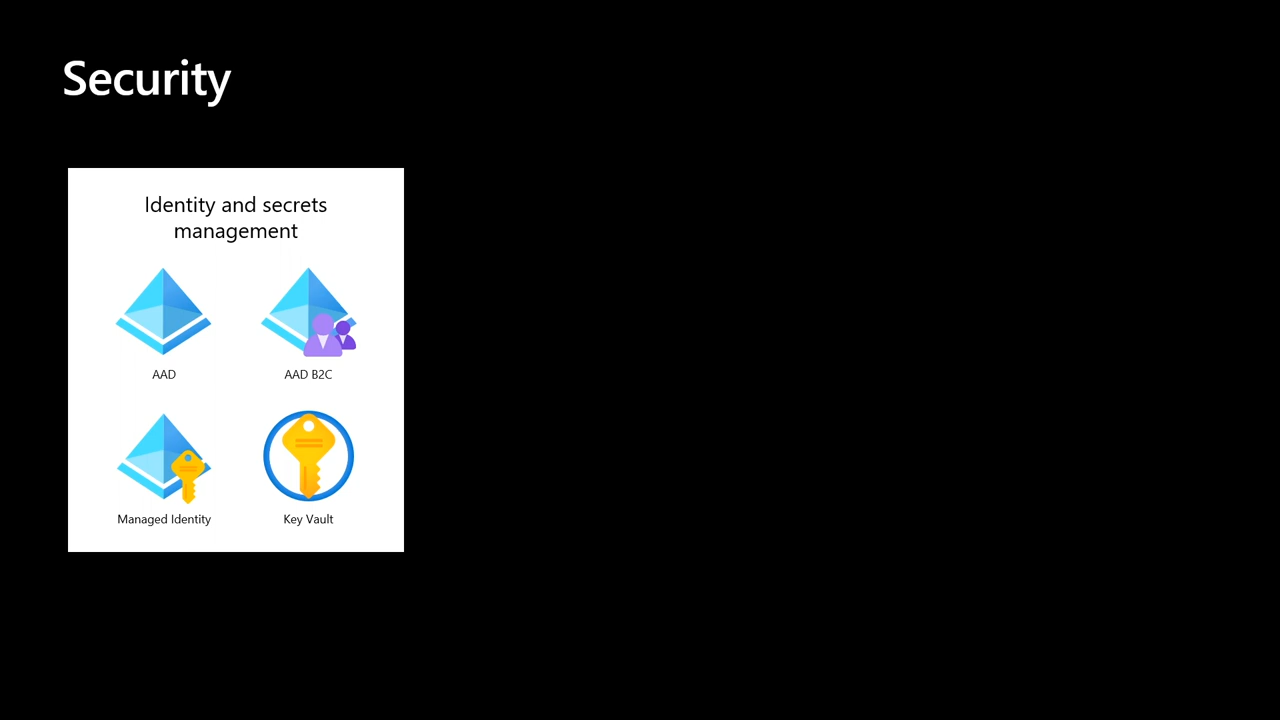 Security
Identity and secrets
management
AAD
AAD B2C
Managed Identity
Key Vault